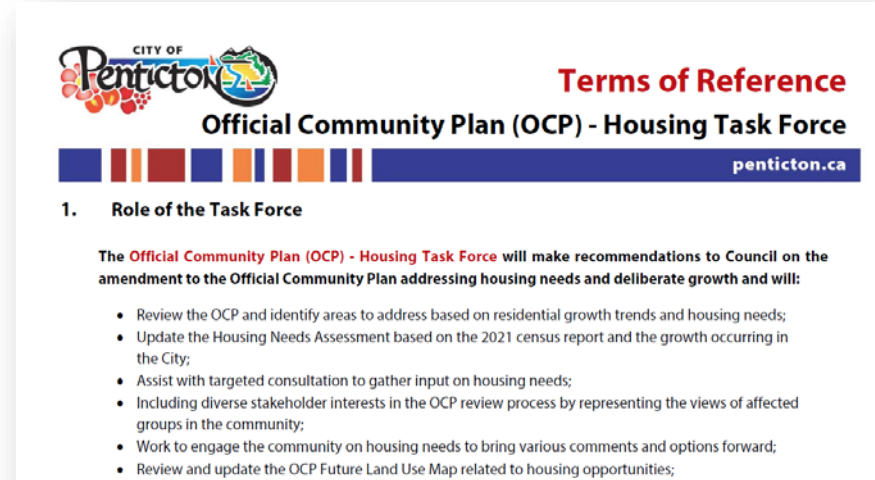 CITY OF
Penticton
Terms of Reference
Official Community Plan (OCP) - Housing Task Force
penticton.ca
1. Role of the Task Force
The Official Community Plan (OCP) - Housing Task Force will make recommendations to Council on the
amendment to the Official Community Plan addressing housing needs and deliberate growth and will:
• Review the OCP and identify areas to address based on residential growth trends and housing needs;
• Update the Housing Needs Assessment based on the 2021 census report and the growth occurring in
the City;
• Assist with targeted consultation to gather input on housing needs;
• Including diverse stakeholder interests in the OCP review process by representing the views of affected
groups in the community;
• Work to engage the community on housing needs to bring various comments and options forward;
• Review and update the OCP Future Land Use Map related to housing opportunities;